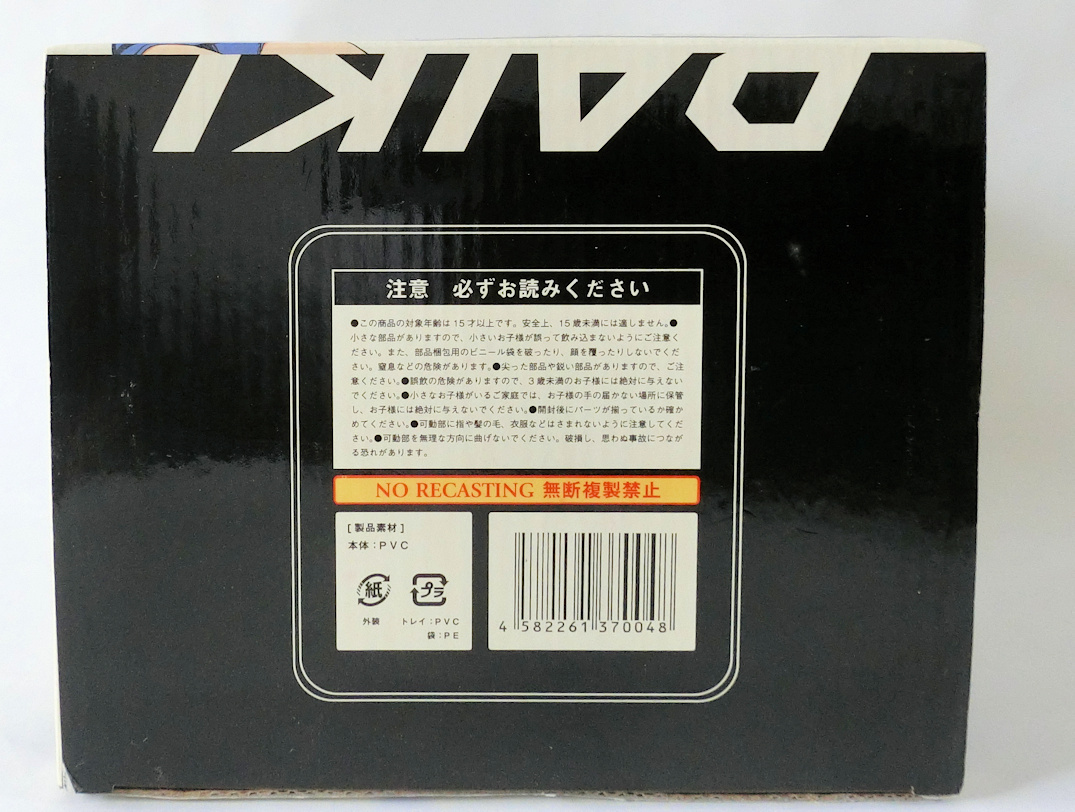 DAIKI
注意　必ずお読みください
●この商品の対象年齢は15才以上です。安全上、15歳未満には適しません。●
小さな部品がありますので、小さいお子様が誤って飲み込まないようにご注意く
ださい。また、部品梱包用のビニール袋を破ったり、顔を覆ったりしないでくだ
さい。窒息などの危険があります。●尖った部品や鋭い部品がありますので、ご注
意ください。●誤飲の危険がありますので、3歳未満のお子様には絶対に与えない
でください。●小さなお子様がいるご家庭では、お子様の手の届かない場所に保管
し、お子様には絶対に与えないでください。●開封後にパーツが揃っているか確か
めてください。●可動部に指や髪の毛、衣服などはさまれないように注意してくだ
さい。●可動部を無理な方向に曲げないでください。破損し、思わぬ事故につなが
る恐れがあります。
NO RECASTING 無断複製禁止
[製品素材]
本体：PVC
紙 プラ
外装 トレイ：PVC
袋：PE
4 582261 370048